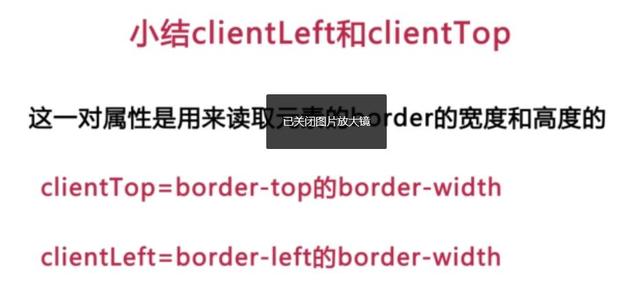 小结clientLeft和clientTop
这一对属性是用来读取元素的border的宽度和高度的
已关闭图片放大镜
clientTop=border-top的border-width
clientLeft=border-left的border-width